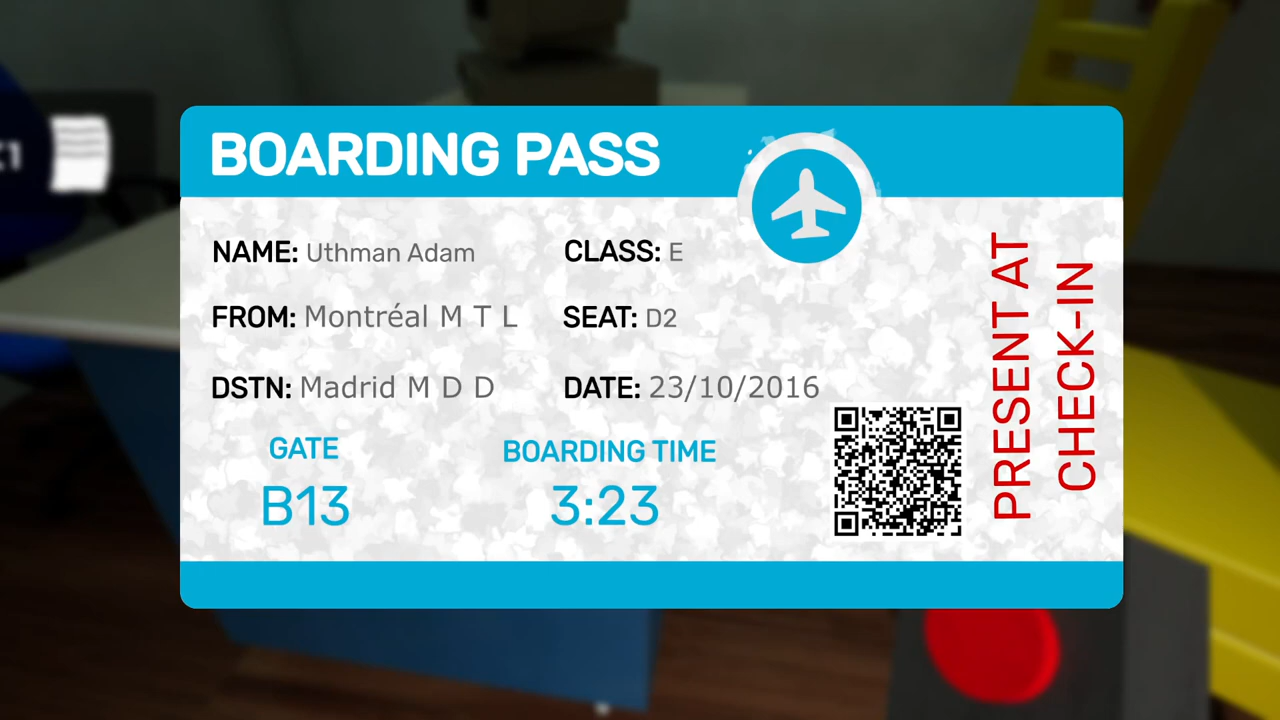 BOARDING PASS
NAME: Uthman Adam
CLASS: E
FROM: Montréal M T L
SEAT: D2
DSTN: Madrid M D D
DATE: 23/10/2016
GATE
BOARDING TIME
B13
3:23
PRESENT AT
CHECK-IN